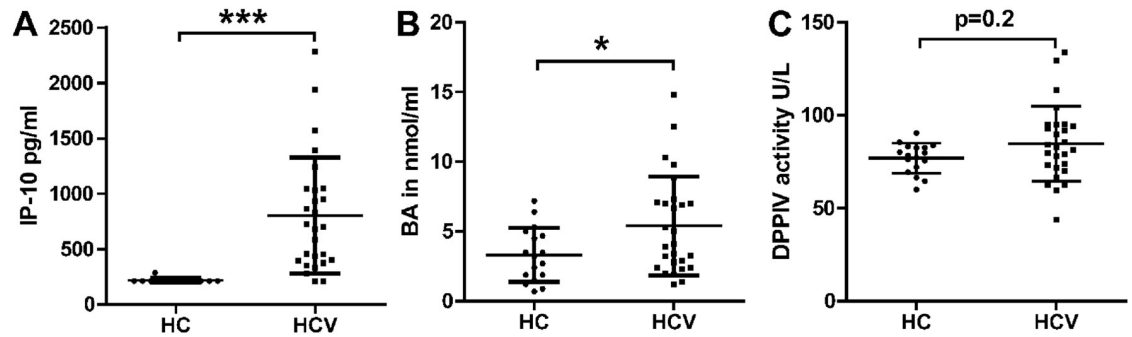 A
***
IP-10 pg/ml
2500
2000
1500
1000
500
0
HC
HCV
B
*
BA in nmol/ml
20
15
10
5
0
HC
HCV
C
p=0.2
DPPIV activity U/L
150
100
50
0
HC
HCV